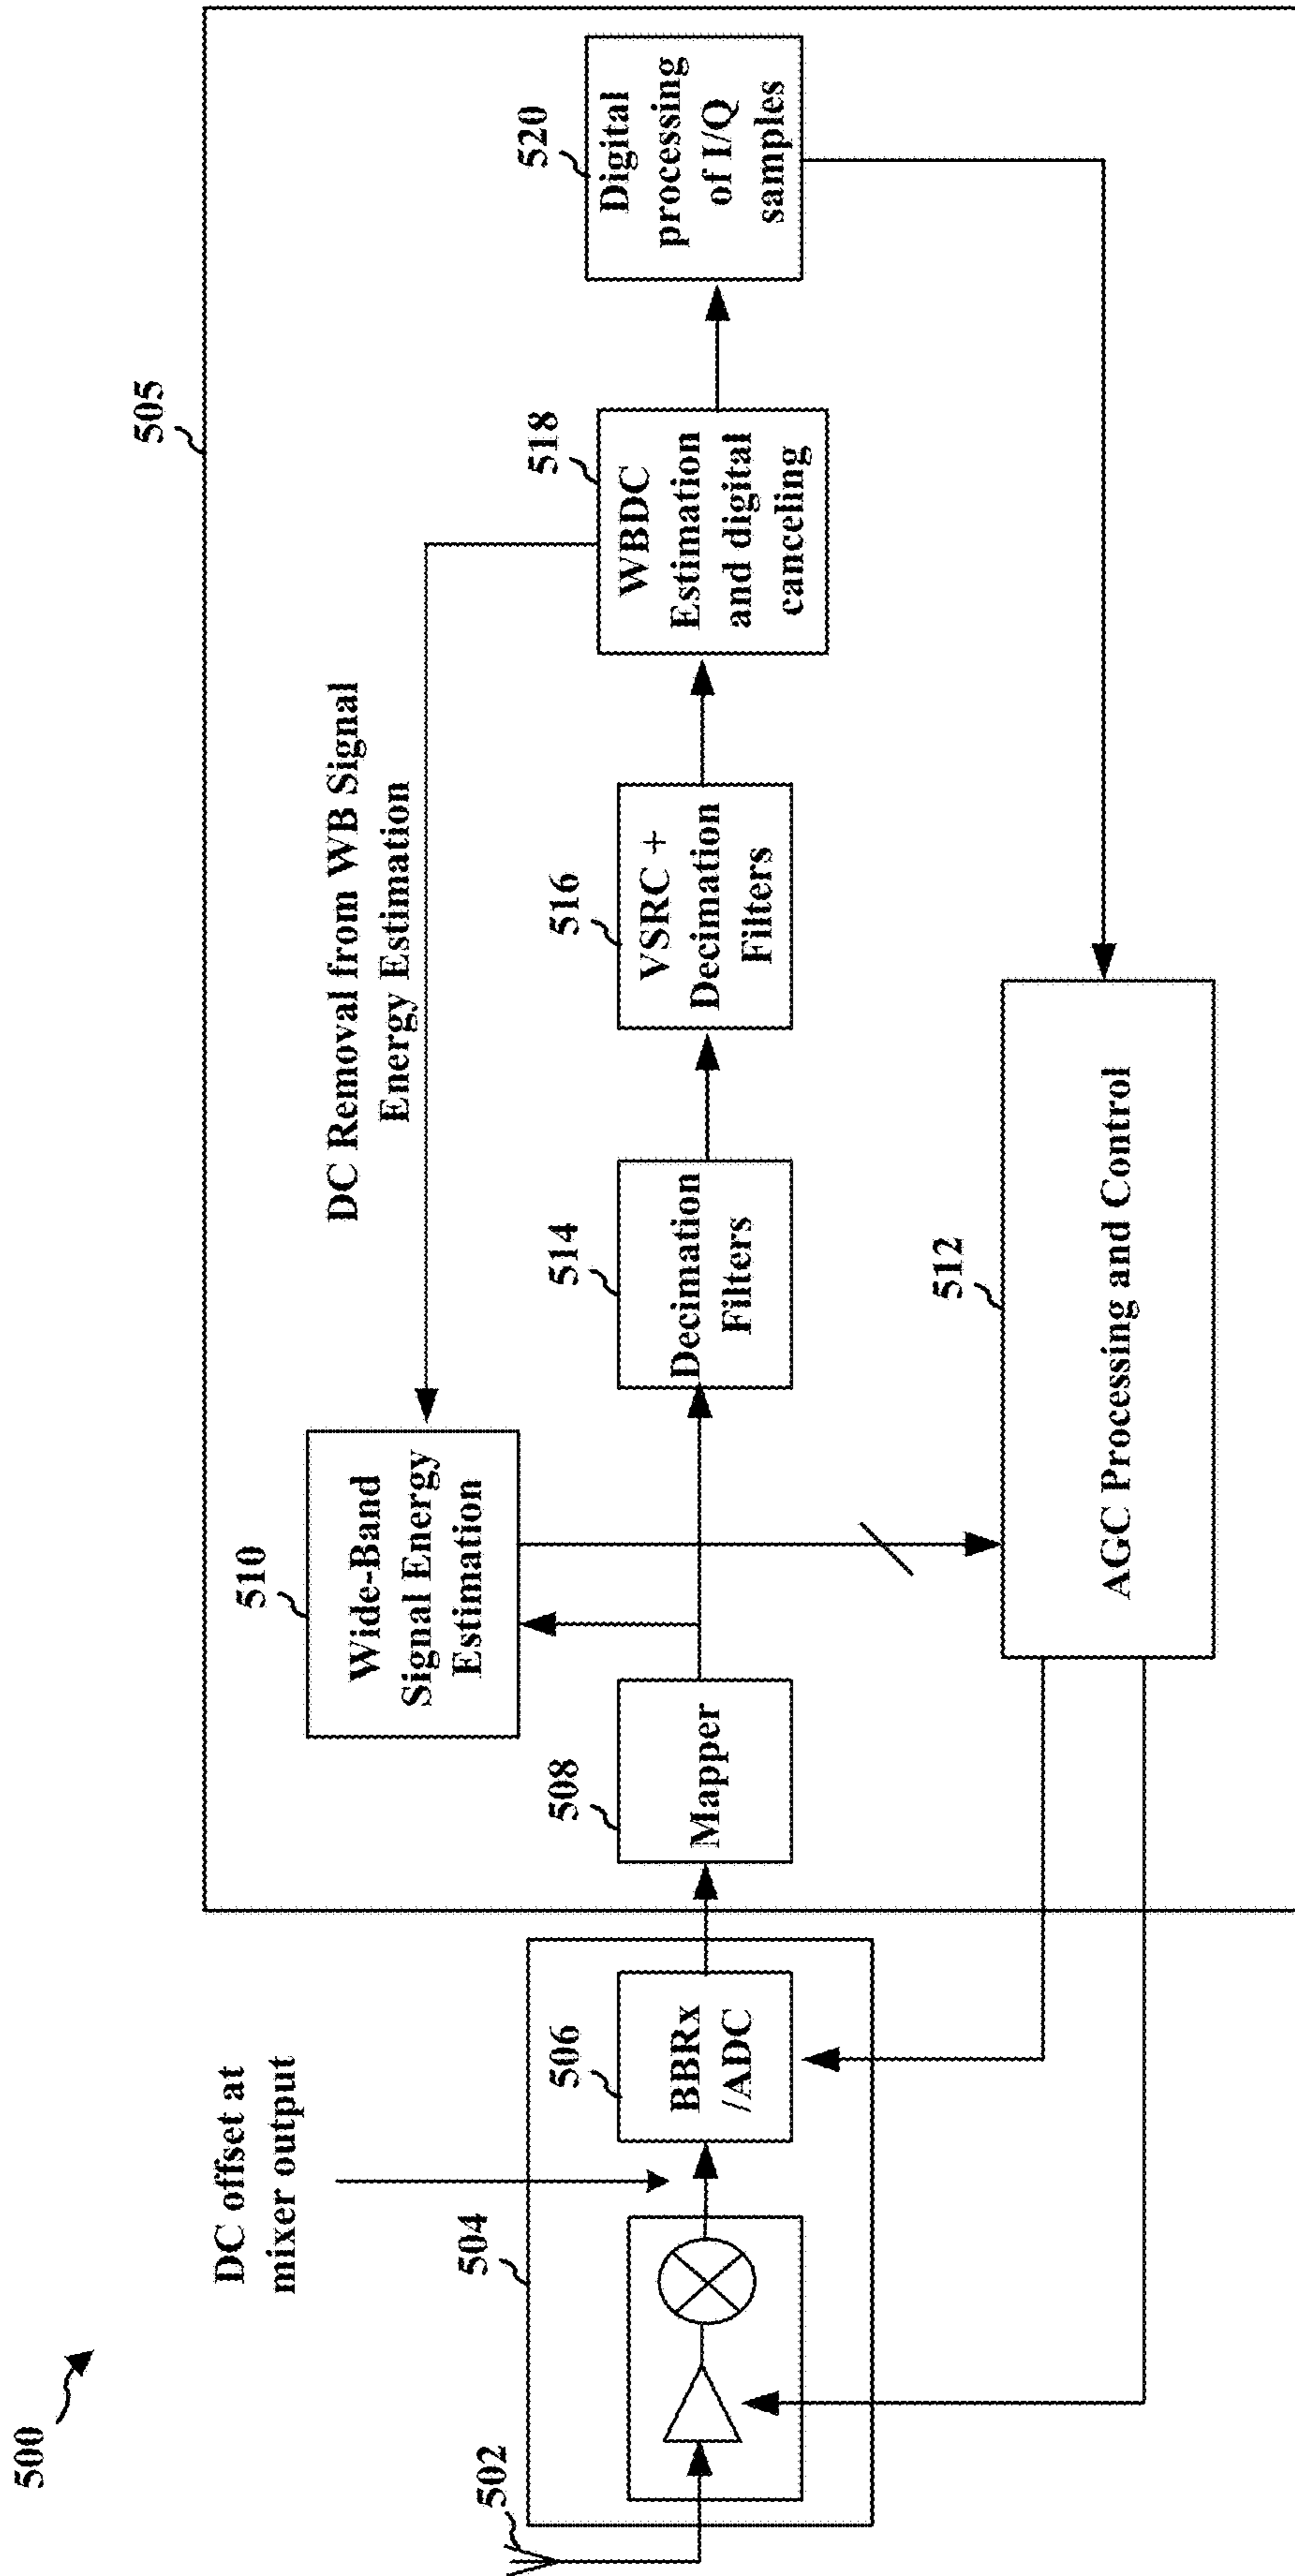 500
502
504
DC offset at
mixer output
506
BBRx
/ADC
505
508
Mapper
510
Wide-Band
Signal Energy
Estimation
DC Removal from WB Signal
Energy Estimation
514
Decimation
Filters
516
VSRC +
Decimation
Filters
518
WBDC
Estimation
and digital
canceling
520
Digital
processing
of I/Q
samples
512
AGC Processing and Control